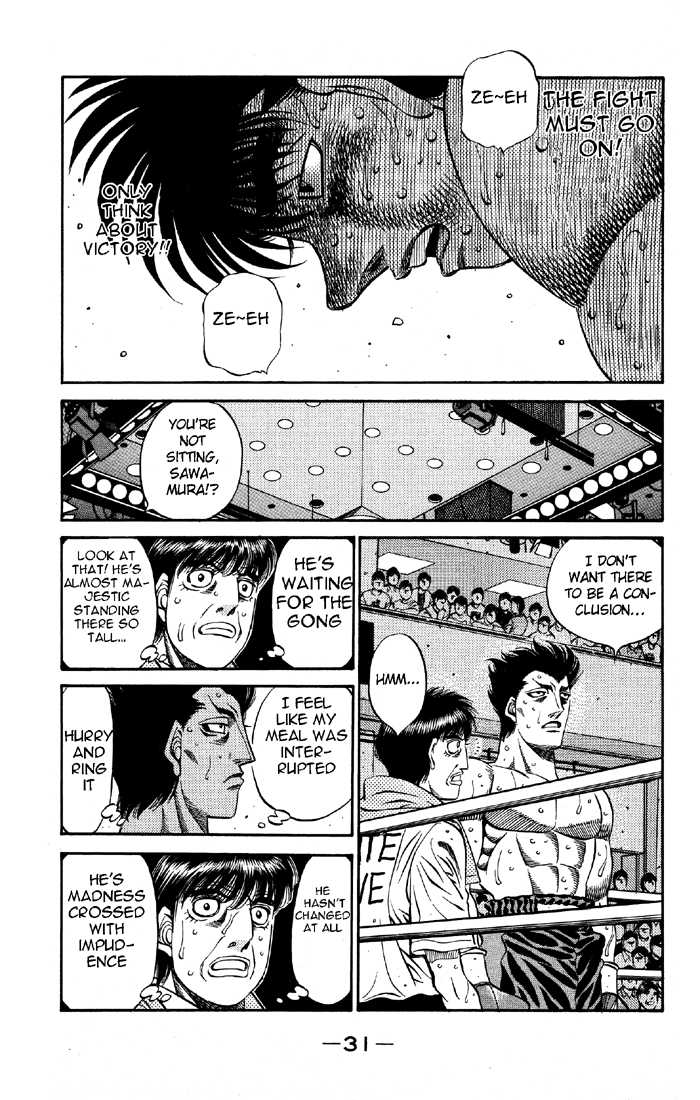 THE FIGHT
MUST GO
ON!
ZE~EH
ONLY
THINK
ABOUT
VICTORY!!
ZE~EH
YOU'RE
NOT
SITTING,
SAWA-
MURA!?
I DON'T
WANT THERE
TO BE A CON-
CLUSION...
HMM...
TE
VE
HE'S
WAITING
FOR THE
GONG
LOOK AT
THAT! HE'S
ALMOST MA-
JESTIC
STANDING
THERE SO
TALL...
I FEEL
LIKE MY
MEAL WAS
INTER-
RUPTED
HURRY
AND
RING
IT
HE
HASN'T
CHANGED
AT ALL
HE'S
MADNESS
CROSSED
WITH
IMPUD-
ENCE
—31—